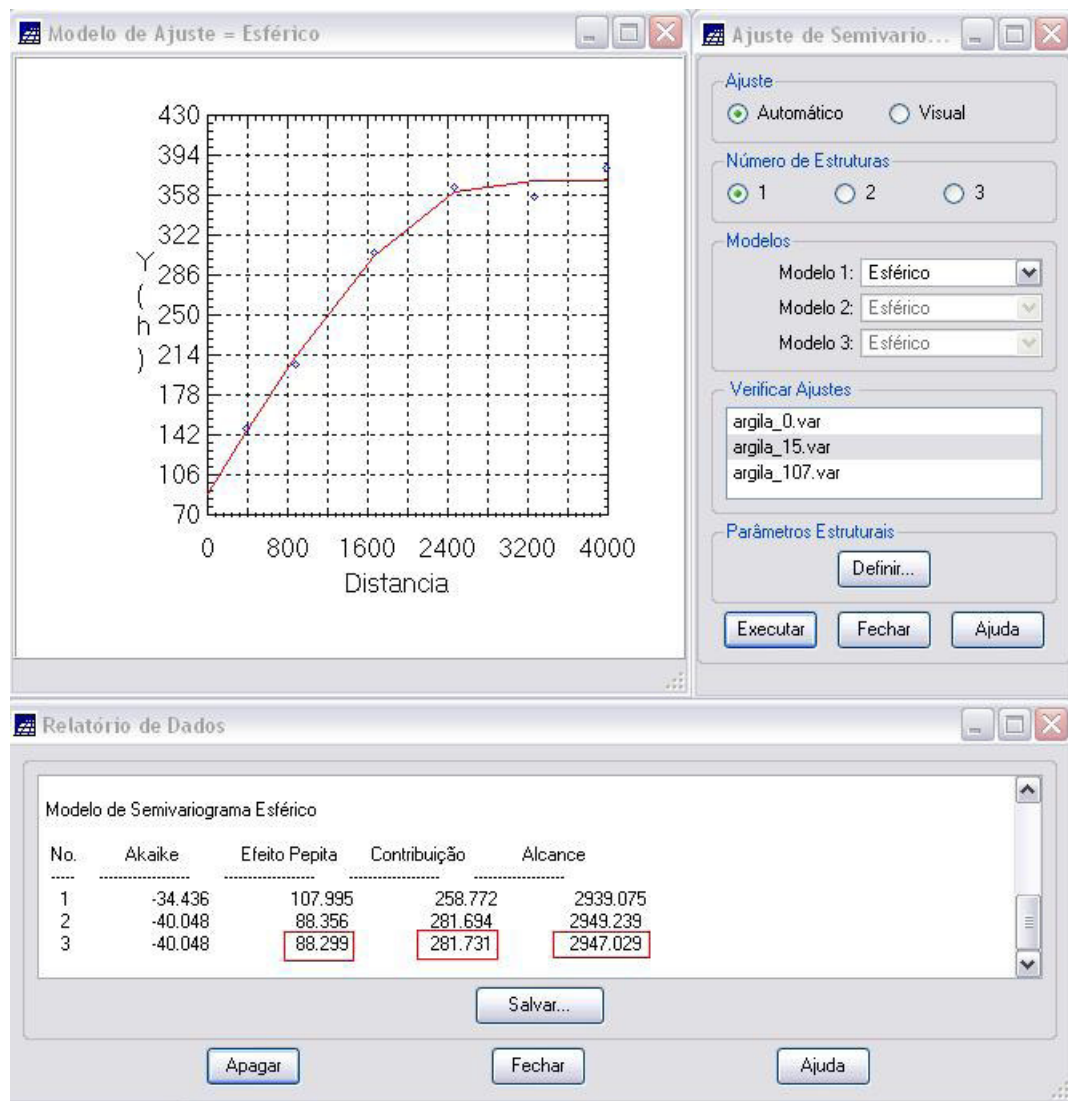 Modelo de Ajuste = Esférico
430
394
358
322
286
250
214
178
142
106
70
Y(h)
0 800 1600 2400 3200 4000
Distancia
Ajuste de Semivario...
Ajuste
Automático Visual
Número de Estruturas
1 2 3
Modelos
Modelo 1: Esférico
Modelo 2: Esférico
Modelo 3: Esférico
Verificar Ajustes
argila_0.var
argila_15.var
argila_107.var
Parâmetros Estruturais
Definir...
Executar Fechar Ajuda
Relatório de Dados
Modelo de Semivariograma Esférico
No. Akaike Efeito Pepita Contribuição Alcance
----- ------------------ ------------------ ------------------ ------------------
1 -34.436 107.995 258.772 2939.075
2 -40.048 88.356 281.694 2949.239
3 -40.048 88.299 281.731 2947.029
Salvar...
Apagar Fechar Ajuda